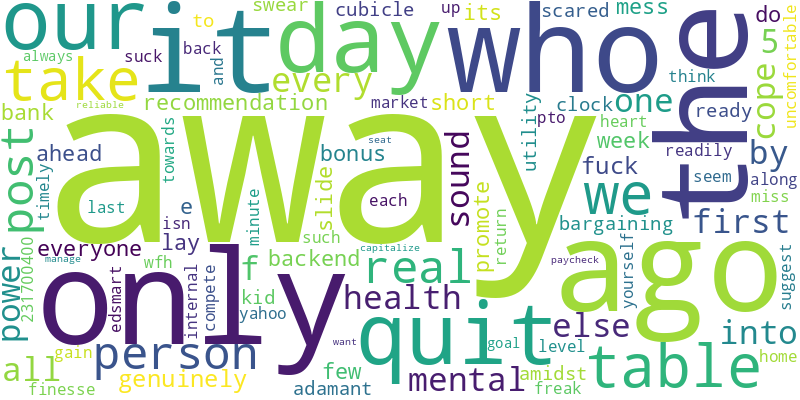 our
it
day
who
the
swear
cubicle
up
its
scared
mess
do
uncomfortable
to
suck
back
and
always
take
every
5
cope
think
bank
reliable
recommendation
market
short
clock
one
ready
away
post
ahead
towards
utility
pto
heart
week
by
readily
timely
last
seat
bonus
sound
we
fuck
seem
along
miss
e
each
slide
promote
everyone
isn
minute
bargaining
first
power
231700400
lay
such
f
backend
capitalize
real
return
ago
yourself
suggest
manage
wfh
edsmart
internal
compete
kid
health
paycheck
else
into
only
yahoo
quit
goal
level
home
all
gain
person
want
few
mental
amidst
table
finesse
genuinely
adamant
freak